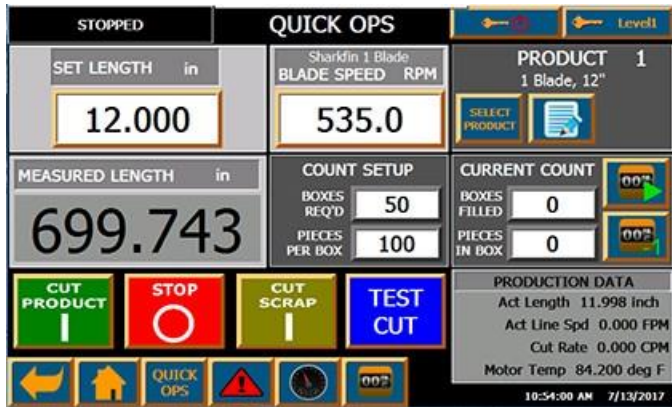 STOPPED
QUICK OPS
Level1
SET LENGTH in
12.000
Sharkfin 1 Blade
BLADE SPEED RPM
535.0
PRODUCT 1
1 Blade, 12"
SELECT
PRODUCT
MEASURED LENGTH in
699.743
COUNT SETUP
BOXES
REQ'D
50
PIECES
PER BOX
100
CURRENT COUNT
BOXES
FILLED
0
PIECES
IN BOX
0
CUT
PRODUCT
STOP
CUT
SCRAP
TEST
CUT
PRODUCTION DATA
Act Length 11.998 inch
Act Line Spd 0.000 FPM
Cut Rate 0.000 CPM
Motor Temp 84.200 deg F
QUICK
OPS
10:54:00 AM 7/13/2017